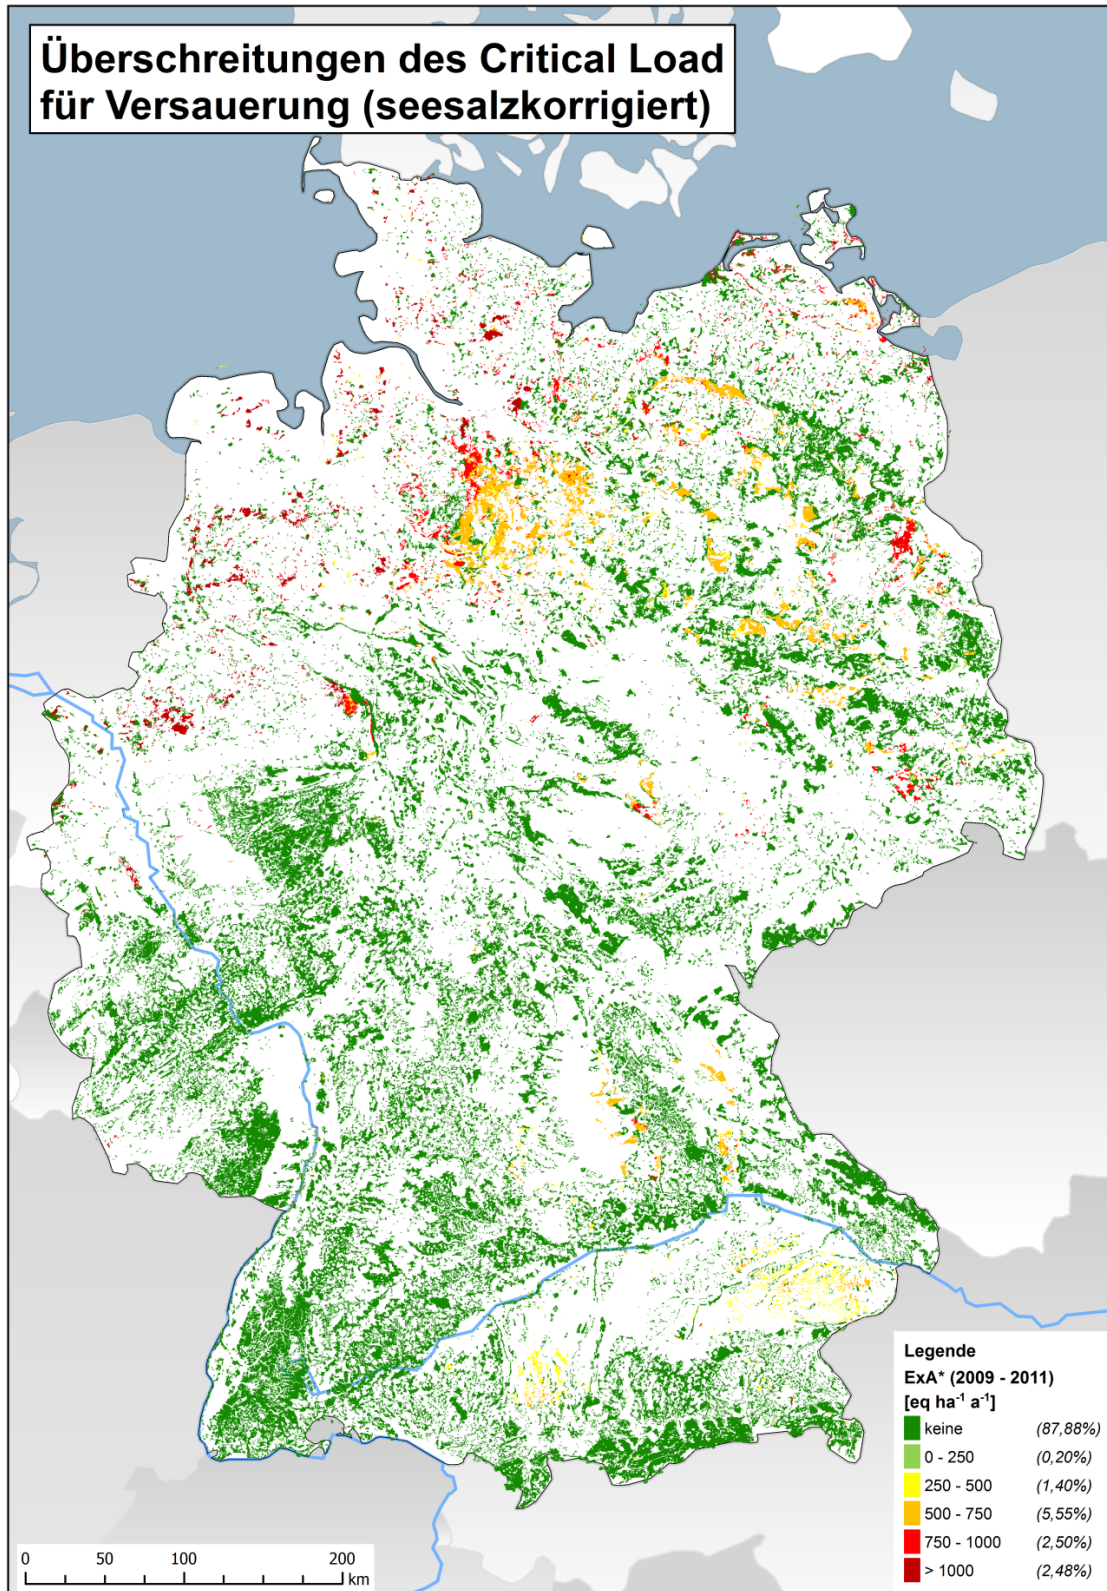 Überschreitungen des Critical Load
für Versauerung (seesalzkorrigiert)
Legende
ExA* (2009 - 2011)
[eq ha⁻¹ a⁻¹]
keine (87,88%)
0 - 250 (0,20%)
250 - 500 (1,40%)
500 - 750 (5,55%)
750 - 1000 (2,50%)
> 1000 (2,48%)
0 50 100 200
km